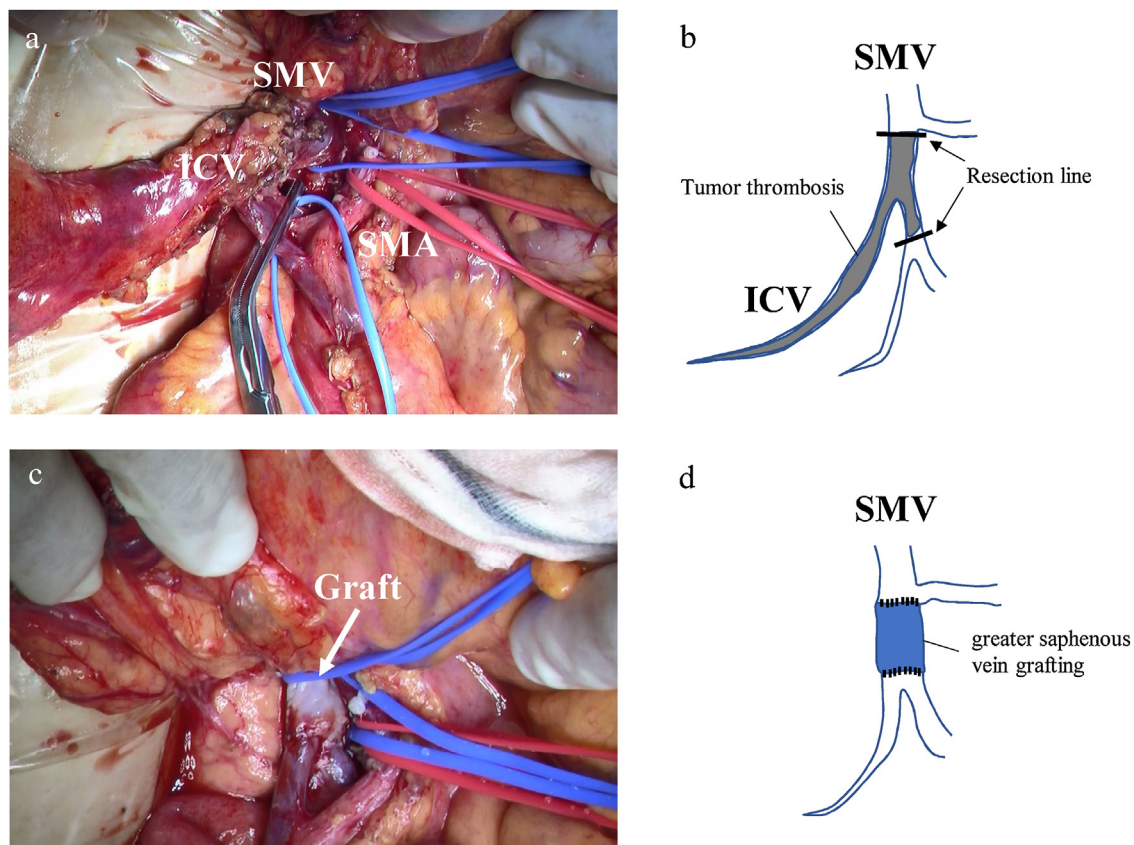 a
SMV
ICV
SMA
b
SMV
Tumor thrombosis
Resection line
ICV
c
Graft
d
SMV
greater saphenous
vein grafting